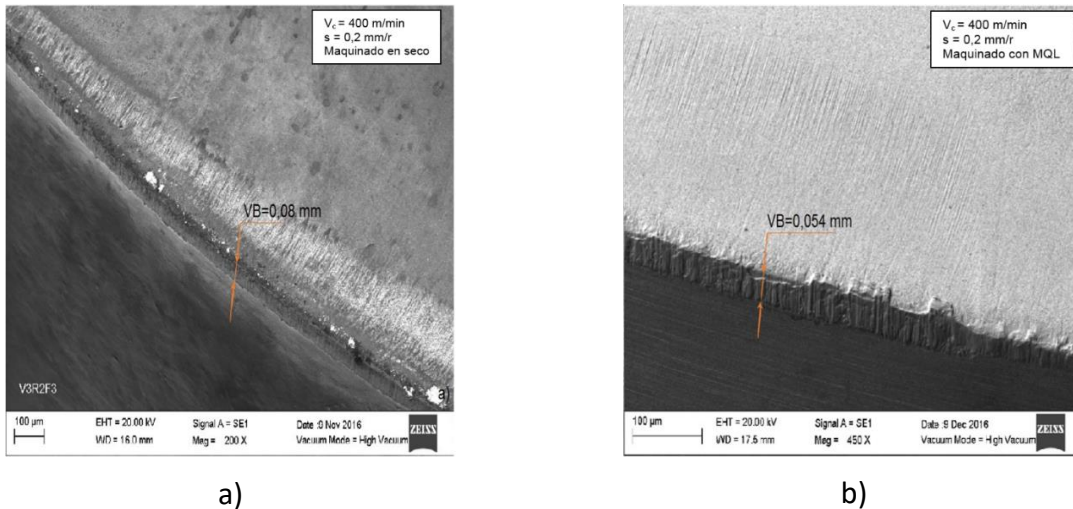 V_c = 400 m/min
s = 0,2 mm/r
Maquinado en seco
VB=0,08 mm
V3R2F3
a)
100 µm
EHT = 20.00 kV
WD = 16.0 mm
Signal A = SE1
Mag = 200 X
Date :9 Nov 2016
Vacuum Mode = High Vacuum
ZEISS
a)
V_c = 400 m/min
s = 0,2 mm/r
Maquinado con MQL
VB=0,054 mm
100 µm
EHT = 20.00 kV
WD = 17.5 mm
Signal A = SE1
Mag = 450 X
Date :9 Dec 2016
Vacuum Mode = High Vacuum
ZEISS
b)